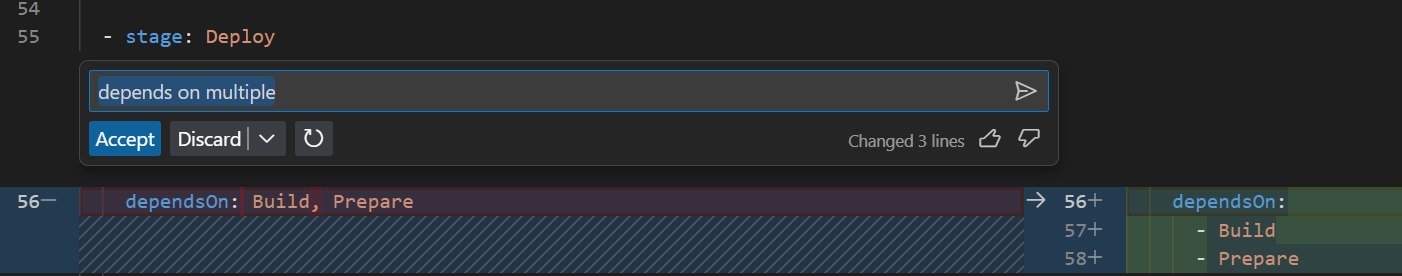 54
55 - stage: Deploy
depends on multiple
Accept Discard Changed 3 lines
56— dependsOn: Build, Prepare → 56+ dependsOn:
57+ - Build
58+ - Prepare